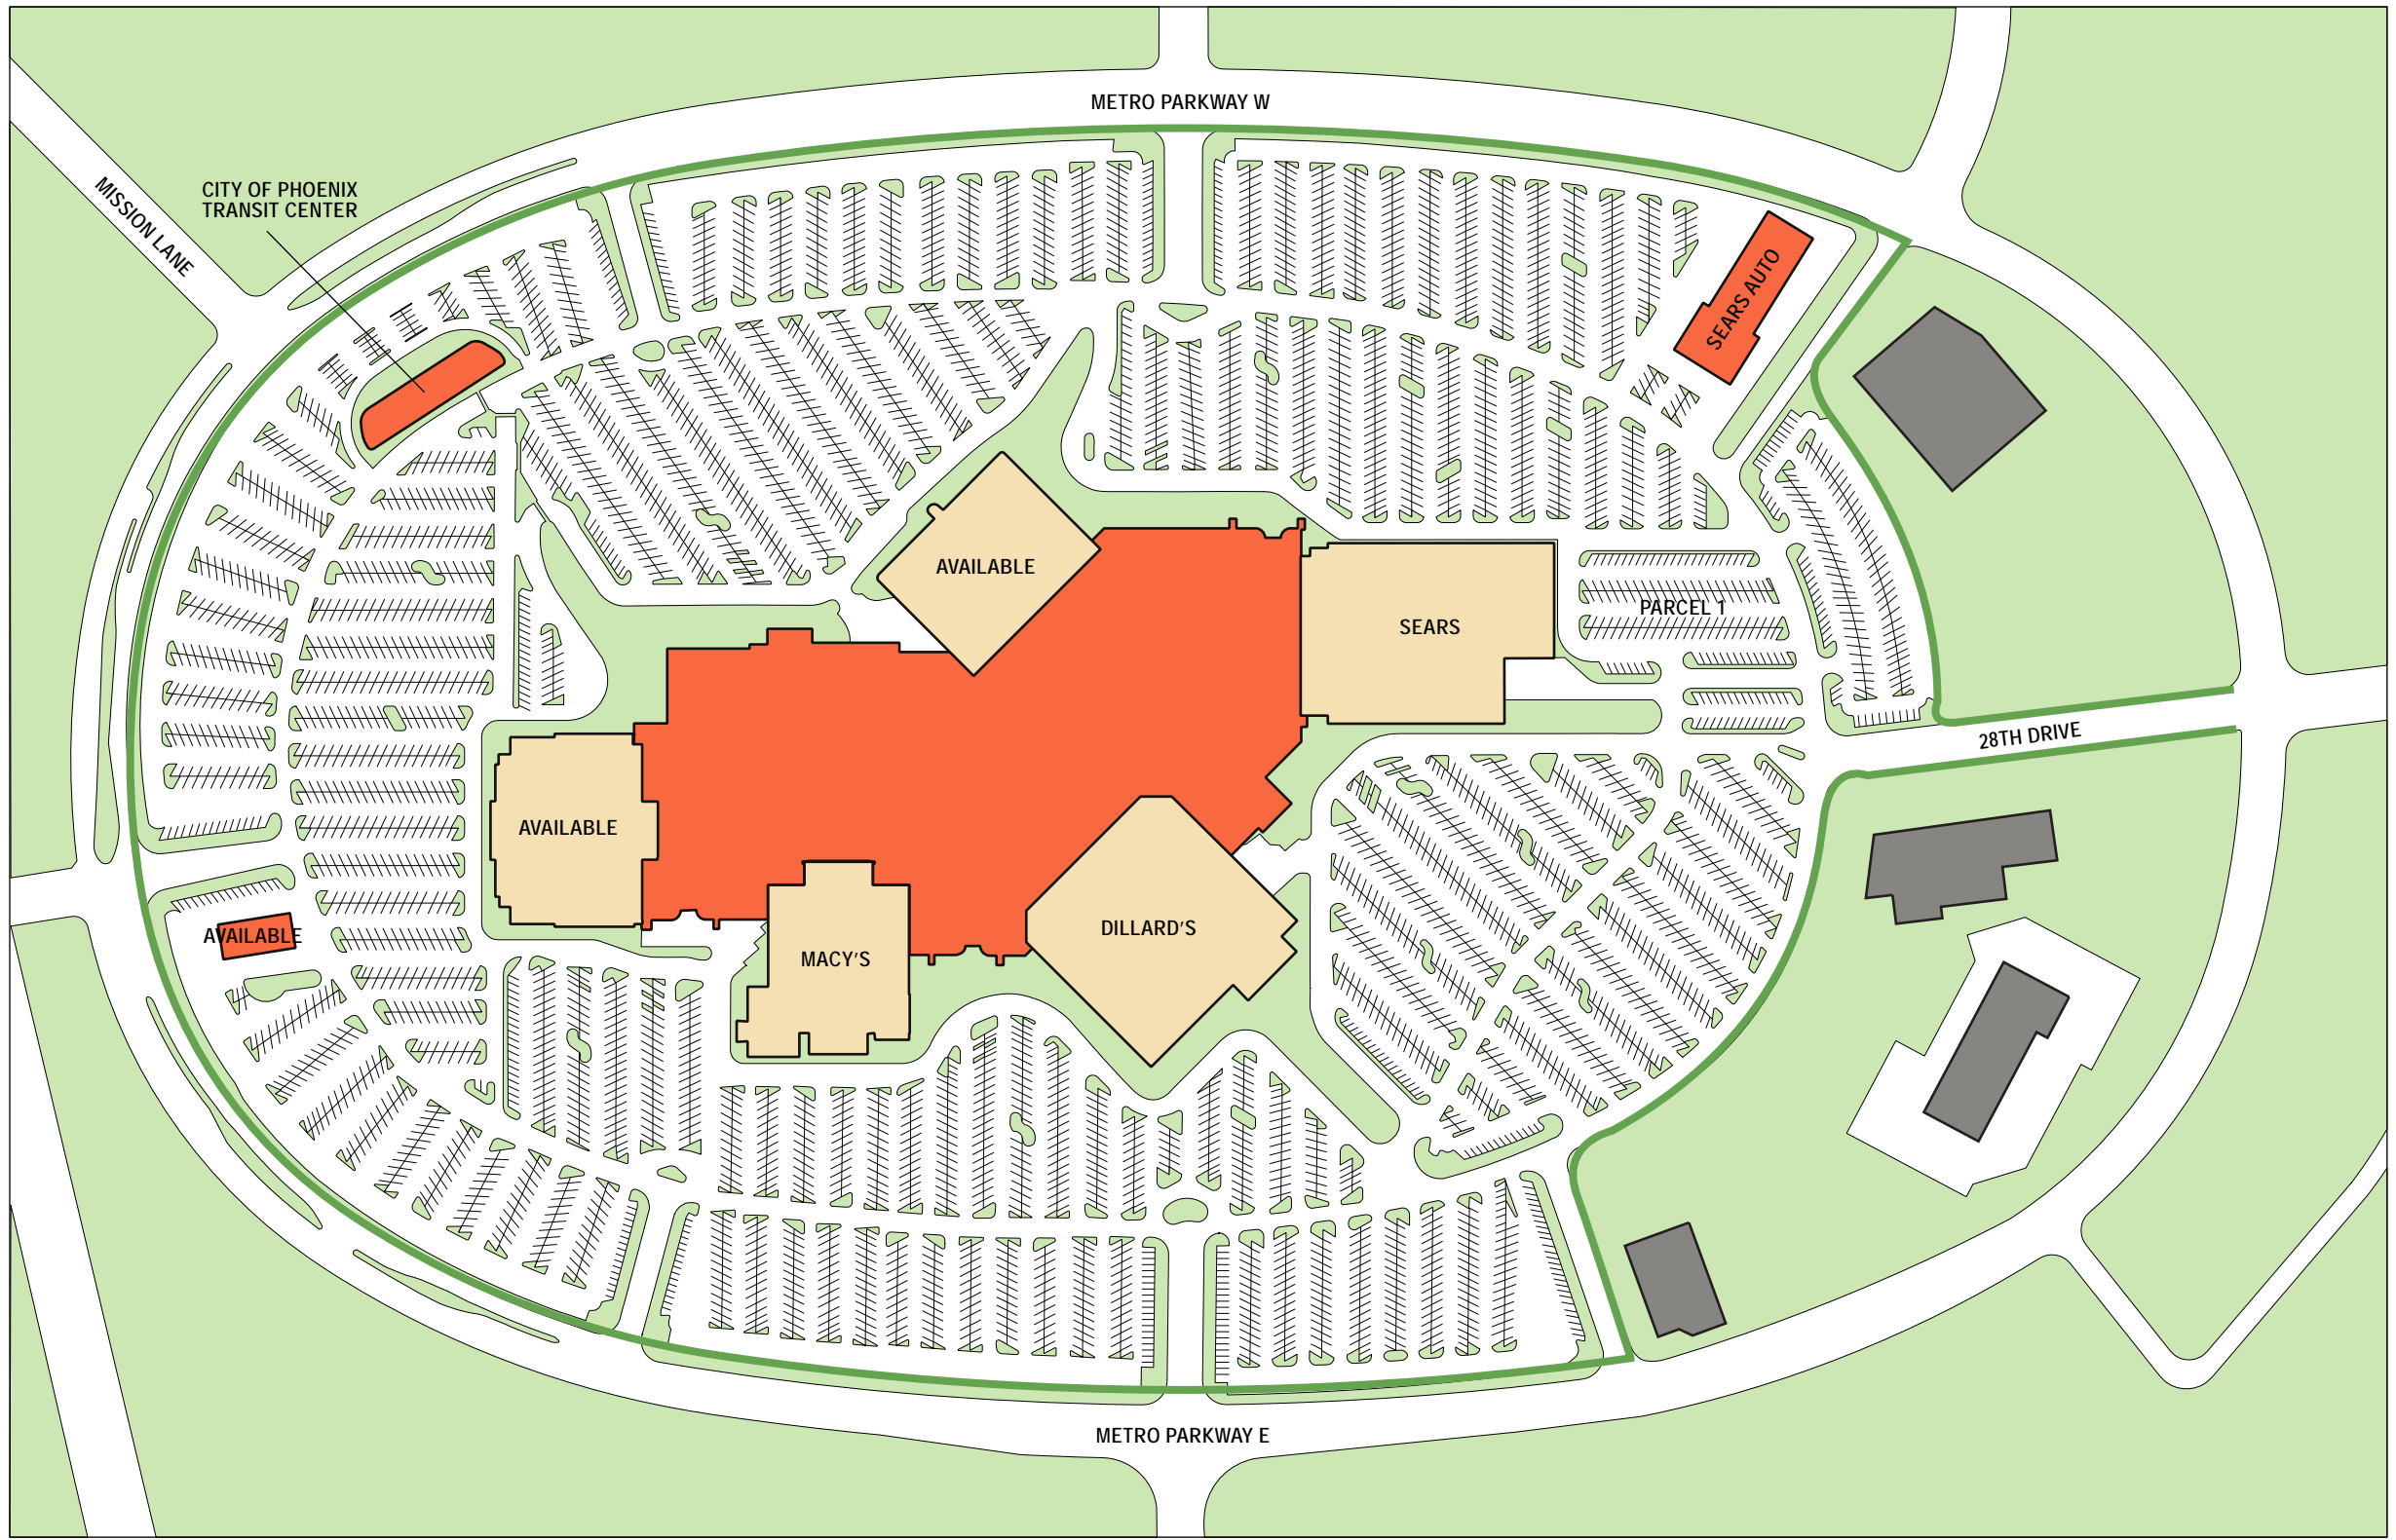 METRO PARKWAY W
CITY OF PHOENIX
TRANSIT CENTER
MISSION LANE
SEARS AUTO
AVAILABLE
SEARS
PARCEL 1
28TH DRIVE
AVAILABLE
AVAILABLE
DILLARD'S
MACY'S
METRO PARKWAY E